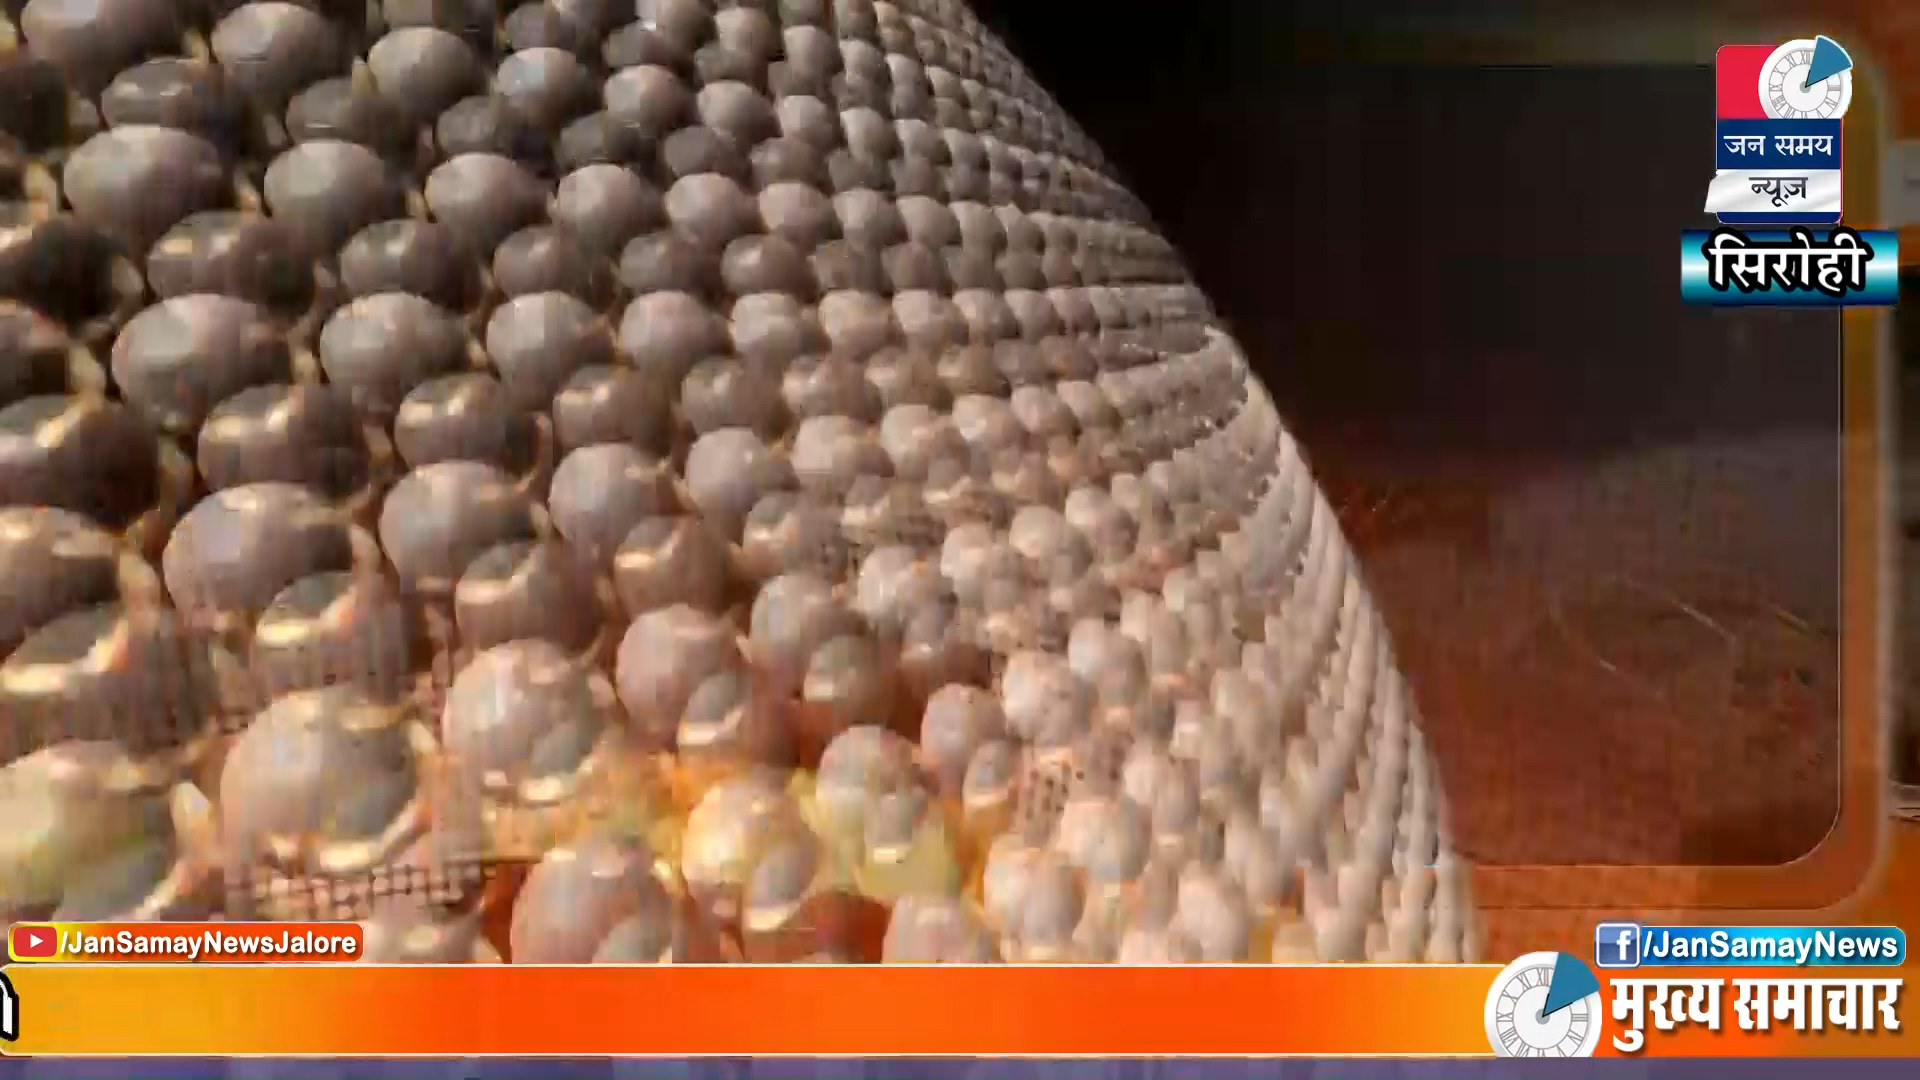 जन समय
न्यूज़
सिरोही
/JanSamayNewsJalore
/JanSamayNews
मुख्य समाचार